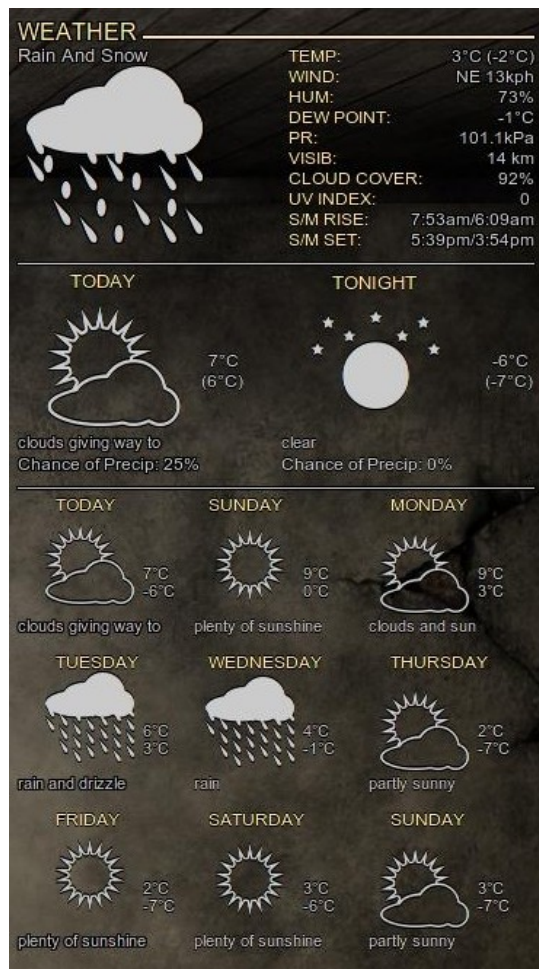 WEATHER
Rain And Snow
TEMP: 3°C (-2°C)
WIND: NE 13kph
HUM: 73%
DEW POINT: -1°C
PR: 101.1kPa
VISIB: 14 km
CLOUD COVER: 92%
UV INDEX: 0
S/M RISE: 7:53am/6:09am
S/M SET: 5:39pm/3:54pm
TODAY TONIGHT
7°C -6°C
(6°C) (-7°C)
clouds giving way to clear
Chance of Precip: 25% Chance of Precip: 0%
TODAY SUNDAY MONDAY
7°C 9°C 9°C
-6°C 0°C 3°C
clouds giving way to plenty of sunshine clouds and sun
TUESDAY WEDNESDAY THURSDAY
6°C 4°C 2°C
3°C -1°C -7°C
rain and drizzle rain partly sunny
FRIDAY SATURDAY SUNDAY
2°C 3°C 3°C
-7°C -6°C -7°C
plenty of sunshine plenty of sunshine partly sunny